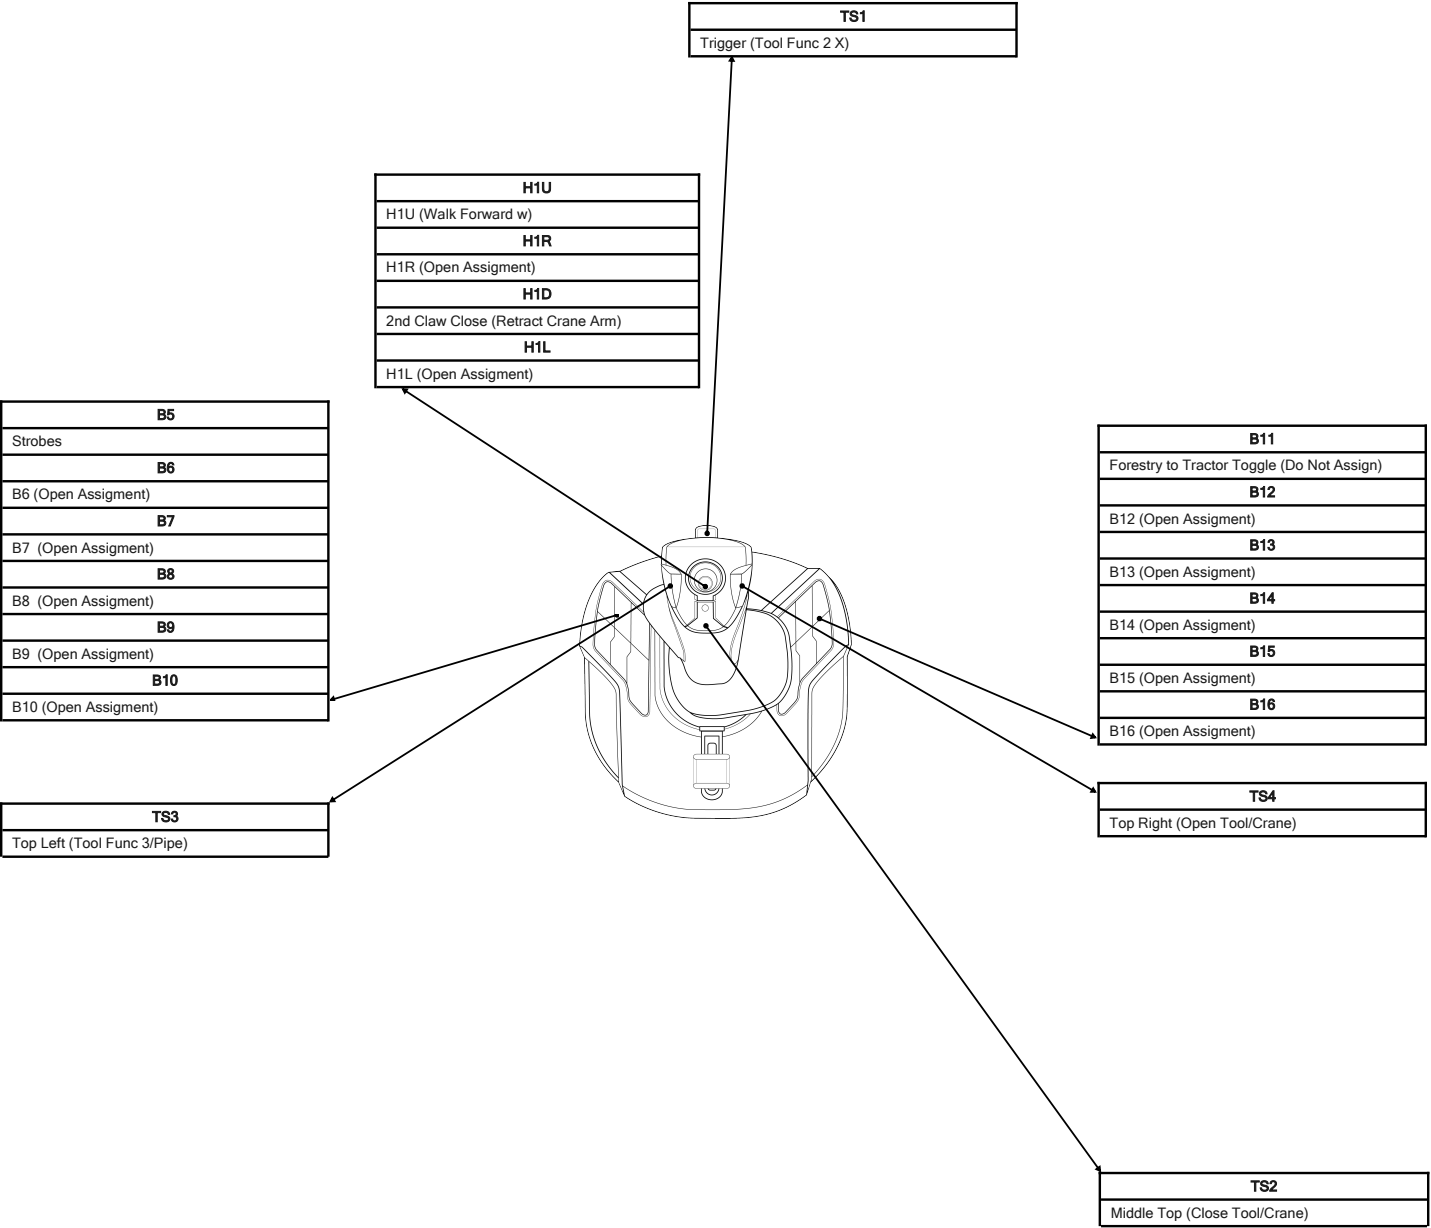 TS1
Trigger (Tool Func 2 X)
H1U
H1U (Walk Forward w)
H1R
H1R (Open Assigment)
H1D
2nd Claw Close (Retract Crane Arm)
H1L
H1L (Open Assigment)
B5
Strobes
B6
B6 (Open Assigment)
B7
B7  (Open Assigment)
B8
B8  (Open Assigment)
B9
B9  (Open Assigment)
B10
B10 (Open Assigment)
B11
Forestry to Tractor Toggle (Do Not Assign)
B12
B12 (Open Assigment)
B13
B13 (Open Assigment)
B14
B14 (Open Assigment)
B15
B15 (Open Assigment)
B16
B16 (Open Assigment)
TS3
Top Left (Tool Func 3/Pipe)
TS4
Top Right (Open Tool/Crane)
TS2
Middle Top (Close Tool/Crane)